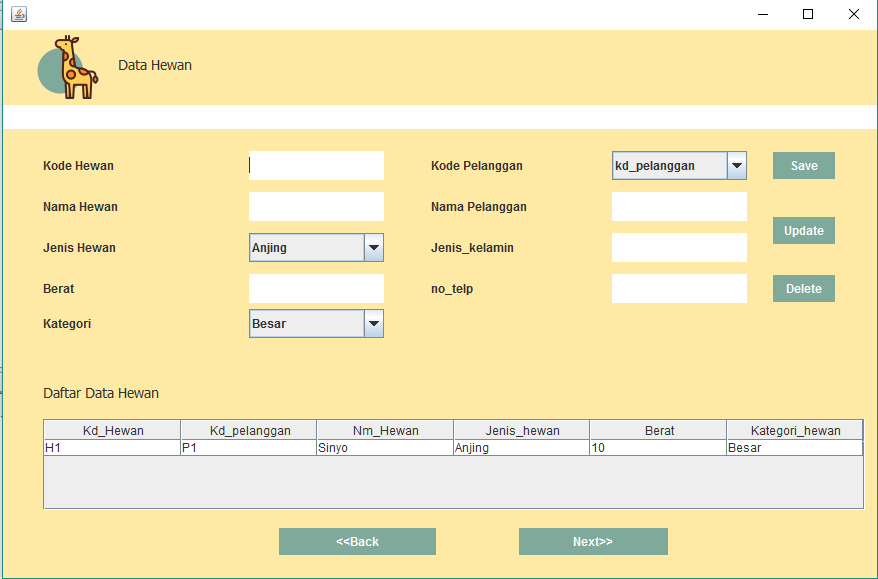 Data Hewan
Kode Hewan Kode Pelanggan kd_pelanggan Save
Nama Hewan Nama Pelanggan
Update
Jenis Hewan Anjing Jenis_kelamin
Berat no_telp Delete
Kategori Besar
Daftar Data Hewan
Kd_Hewan Kd_pelanggan Nm_Hewan Jenis_hewan Berat Kategori_hewan
H1 P1 Sinyo Anjing 10 Besar
<<Back Next>>